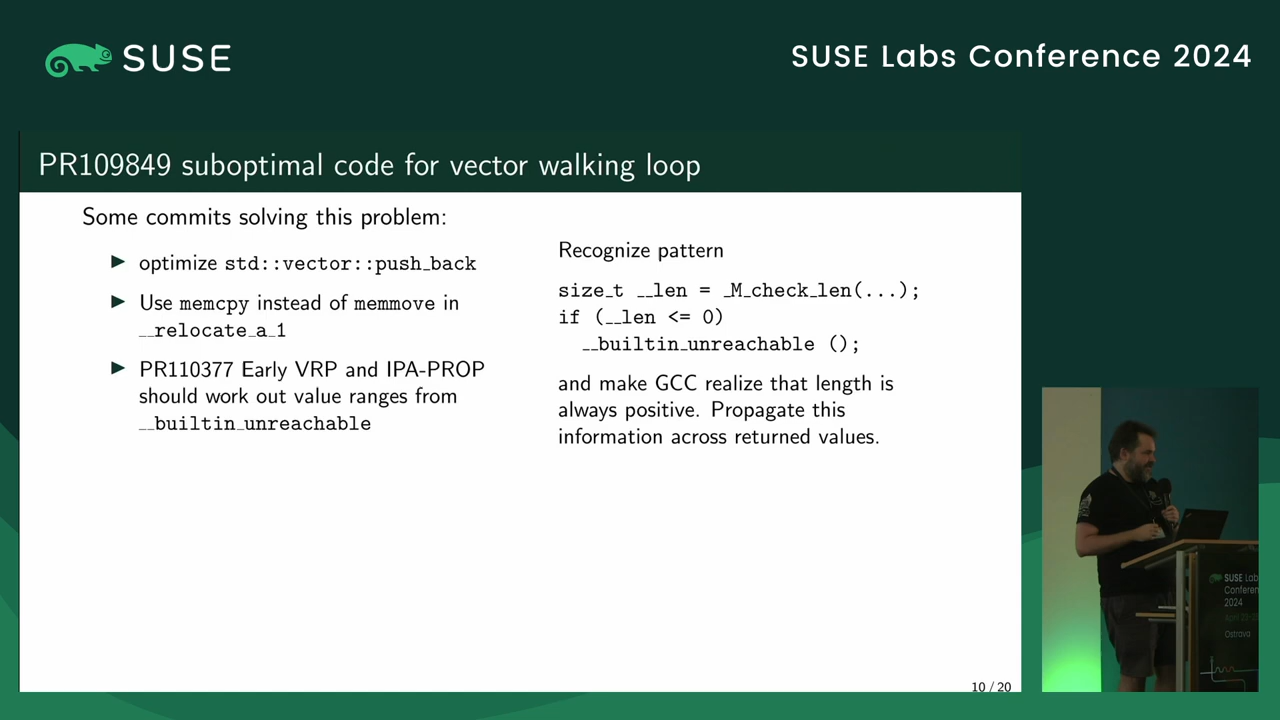 SUSE
SUSE Labs Conference 2024
PR109849 suboptimal code for vector walking loop
Some commits solving this problem:
▶ optimize std::vector::push_back
▶ Use memcpy instead of memmove in
__relocate_a_1
▶ PR110377 Early VRP and IPA-PROP
should work out value ranges from
__builtin_unreachable
Recognize pattern
size_t __len = _M_check_len(...);
if (__len <= 0)
__builtin_unreachable ();
and make GCC realize that length is
always positive. Propagate this
information across returned values.
10 / 20
SUSE Labs
Conference
2024
Ostrava